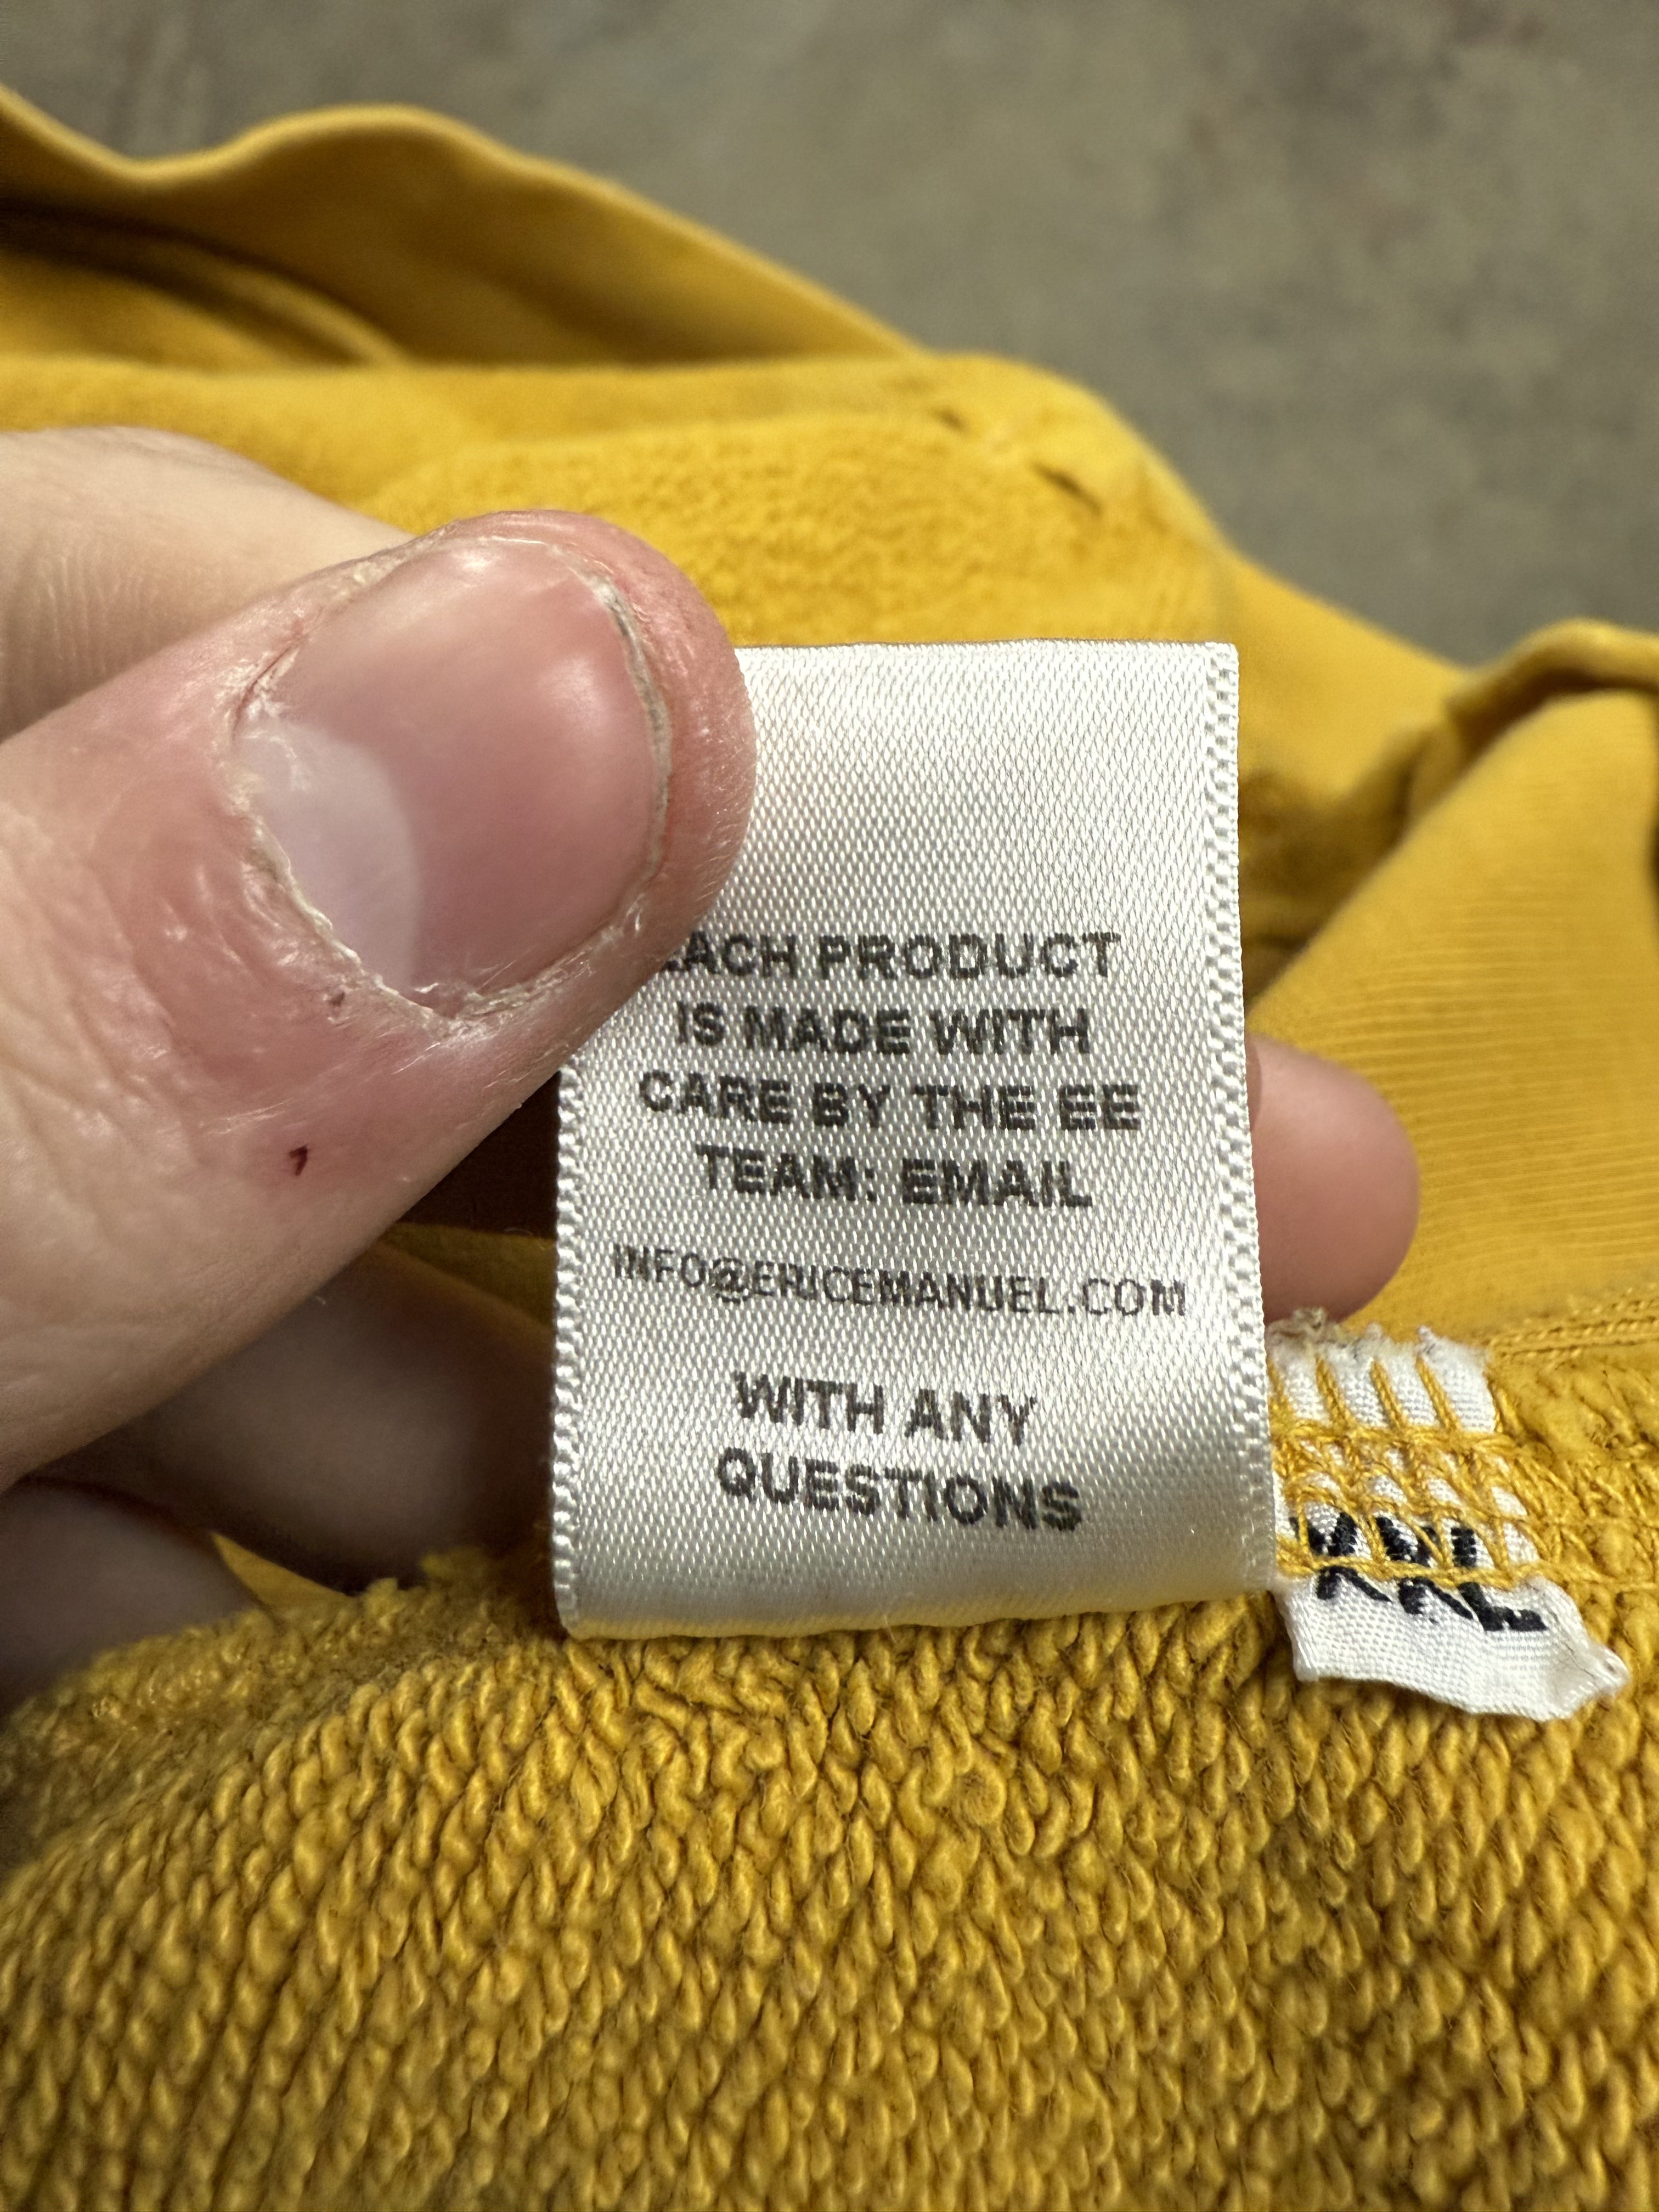 EACH PRODUCT
IS MADE WITH
CARE BY THE EE
TEAM: EMAIL
INFO@ERICEMANUEL.COM
WITH ANY
QUESTIONS